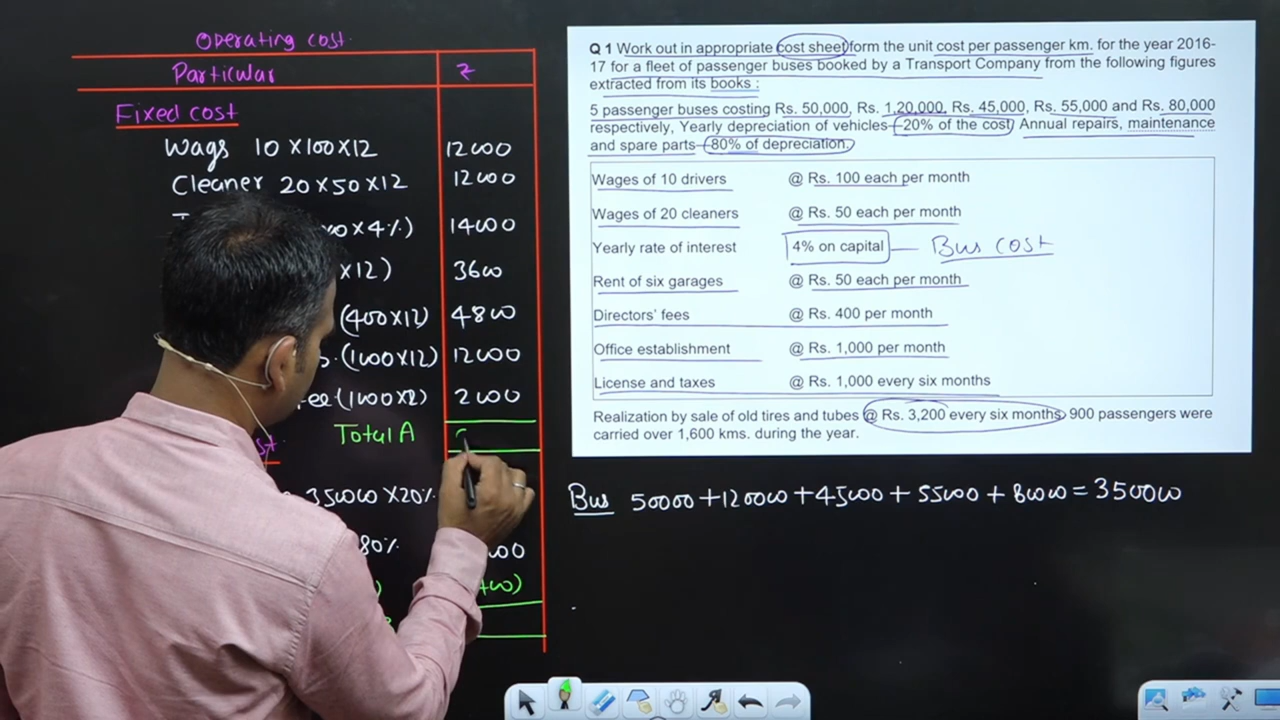 Operating cost
Particular ₹
Fixed cost
Wags 10 X 100 X 12 12000
Cleaner 20 X 50 X 12 12000
X 4%) 14000
X 12) 3600
(400 X 12) 4800
(1000 X 12) 12000
(1000 X 2) 2000
Total A
350000 X 20%
80%
Q 1 Work out in appropriate cost sheet form the unit cost per passenger km. for the year 2016-
17 for a fleet of passenger buses booked by a Transport Company from the following figures
extracted from its books :
5 passenger buses costing Rs. 50,000, Rs. 1,20,000, Rs. 45,000, Rs. 55,000 and Rs. 80,000
respectively, Yearly depreciation of vehicles-20% of the cost, Annual repairs, maintenance
and spare parts-80% of depreciation.
Wages of 10 drivers @ Rs. 100 each per month
Wages of 20 cleaners @ Rs. 50 each per month
Yearly rate of interest 4% on capital — Bus cost
Rent of six garages @ Rs. 50 each per month
Directors' fees @ Rs. 400 per month
Office establishment @ Rs. 1,000 per month
License and taxes @ Rs. 1,000 every six months
Realization by sale of old tires and tubes @ Rs. 3,200 every six months, 900 passengers were
carried over 1,600 kms. during the year.
Bus 50000 + 120000 + 45000 + 55000 + 80000 = 350000